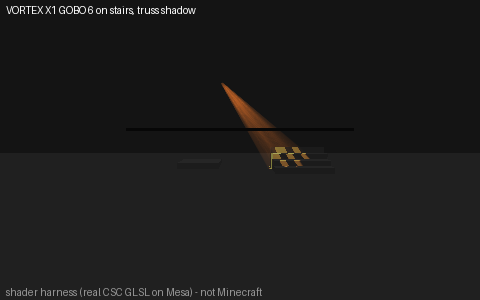 VORTEX X1 GOBO 6 on stairs, truss shadow
shader harness (real CSC GLSL on Mesa) - not Minecraft